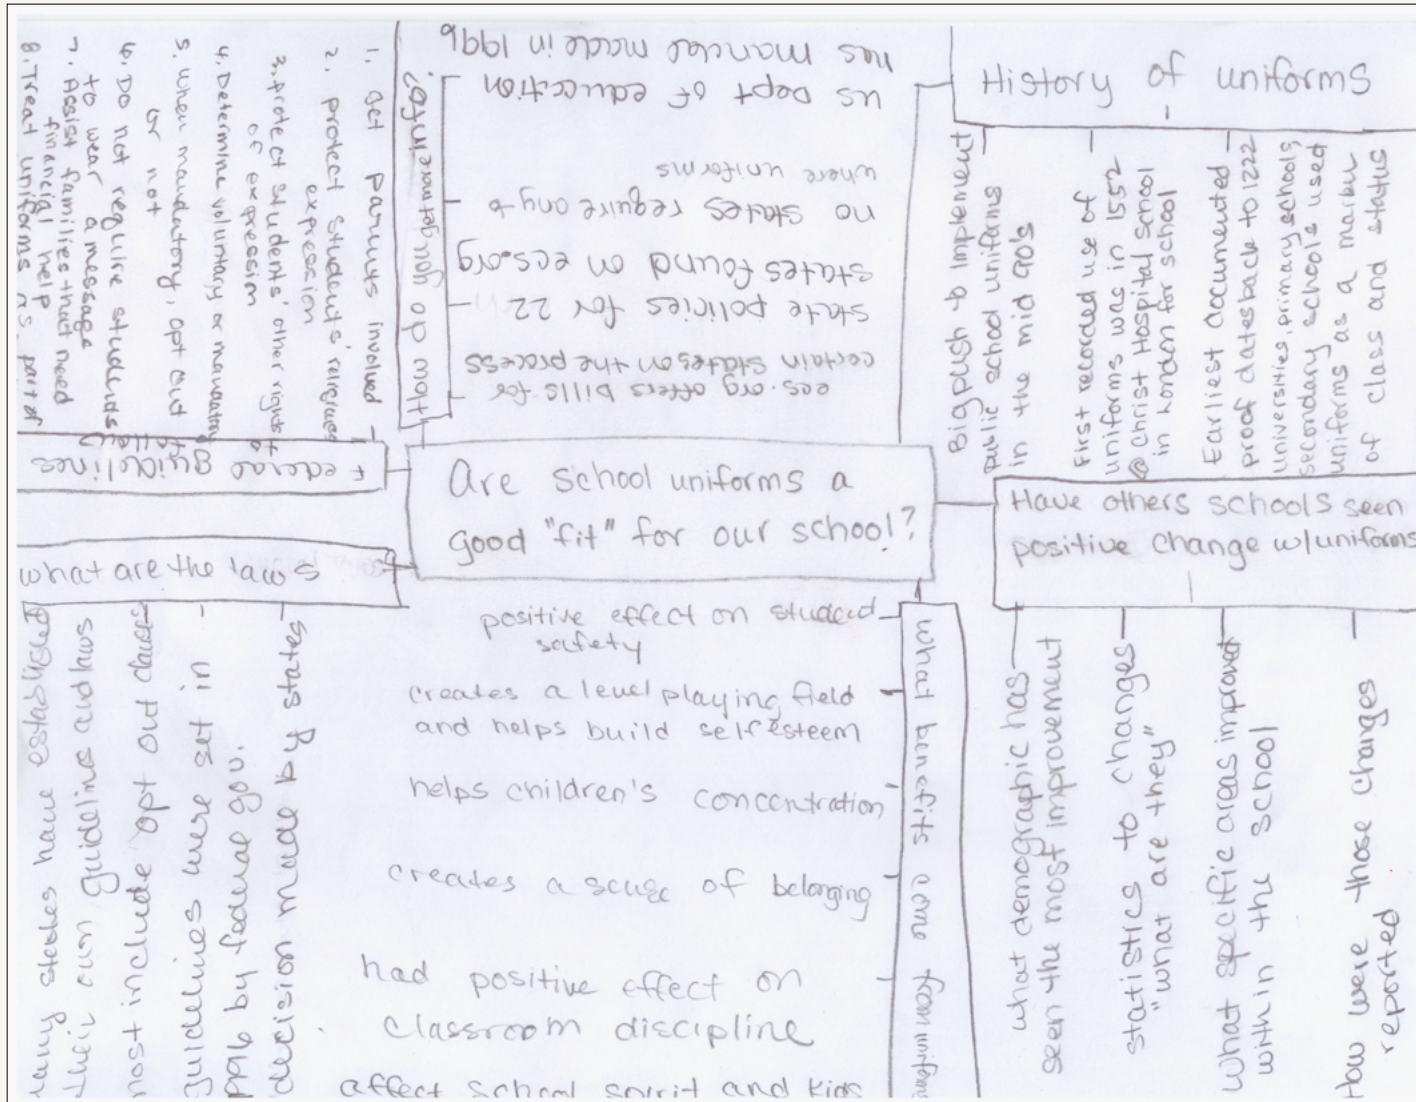 Are school uniforms a
good "fit" for our school?
History of uniforms
Big push to implement
public school uniforms
in the mid 90's
First recorded use of
uniforms was in 1552
@ Christ Hospital school
in london for school
Earliest documented
proof dates back to 1222
universities, primary schools,
secondary schools used
uniforms as a marker
of class and status
Have others schools seen
positive change w/uniforms
what demographic has
seen the most improvement
statistics to changes
"what are they"
What specific areas improved
within the school
How were those changes
reported
what benefits come from uniforms
positive effect on student
safety
creates a level playing field
and helps build self esteem
helps children's concentration
creates a sense of belonging
had positive effect on
classroom discipline
affect school spirit and kids
what are the laws
decision made by states
guidelines were set in
1996 by federal gov.
most include opt out clauses
many states have established
their own guidelines and laws
Federal guidelines
1. get parents involved
2. protect students' religious
expression
3. protect students' other rights
of expression
4. Determine voluntary or mandatory
5. When mandatory, opt out
or not
6. Do not require students
to wear a message
7. Assist families that need
financial help
8. Treat uniforms as part of
How do you get more info?
ecs.org offers bills for
certain states on the process
state policies for 22
states found on ecs.org
no states require any to
where uniforms
us Dept of education
has manual made in 1996